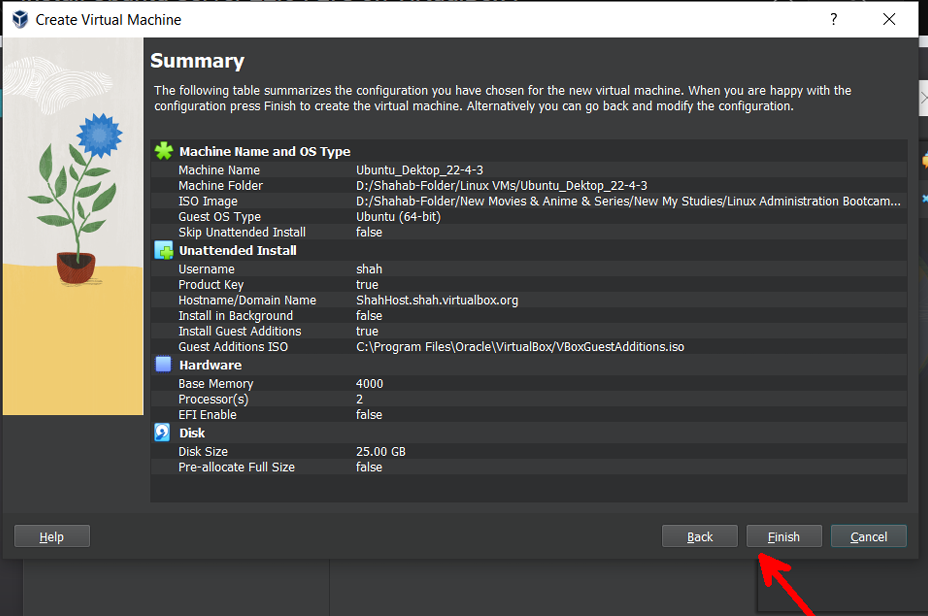 Create Virtual Machine
?
Summary
The following table summarizes the configuration you have chosen for the new virtual machine. When you are happy with the
configuration press Finish to create the virtual machine. Alternatively you can go back and modify the configuration.
Machine Name and OS Type
Machine Name Ubuntu_Dektop_22-4-3
Machine Folder D:/Shahab-Folder/Linux VMs/Ubuntu_Dektop_22-4-3
ISO Image D:/Shahab-Folder/New Movies & Anime & Series/New My Studies/Linux Administration Bootcam...
Guest OS Type Ubuntu (64-bit)
Skip Unattended Install false
Unattended Install
Username shah
Product Key true
Hostname/Domain Name ShahHost.shah.virtualbox.org
Install in Background false
Install Guest Additions true
Guest Additions ISO C:\Program Files\Oracle\VirtualBox/VBoxGuestAdditions.iso
Hardware
Base Memory 4000
Processor(s) 2
EFI Enable false
Disk
Disk Size 25.00 GB
Pre-allocate Full Size false
Help Back Finish Cancel